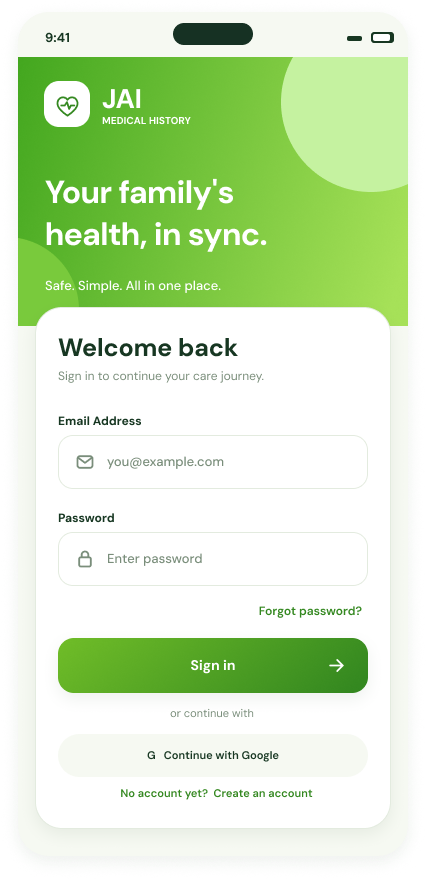 9:41
JAI
MEDICAL HISTORY
Your family's
health, in sync.
Safe. Simple. All in one place.
Welcome back
Sign in to continue your care journey.
Email Address
you@example.com
Password
Enter password
Forgot password?
Sign in
or continue with
G Continue with Google
No account yet? Create an account